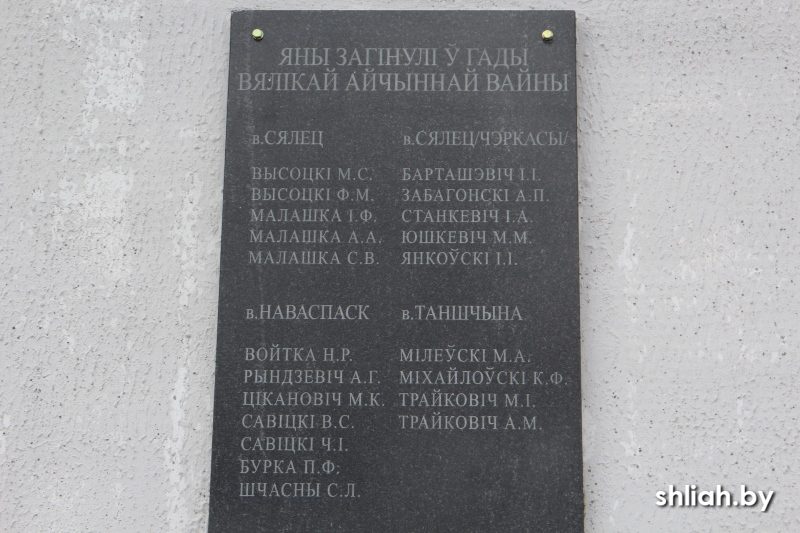 ЯНЫ ЗАГІНУЛІ Ў ГАДЫ
ВЯЛІКАЙ АЙЧЫННАЙ ВАЙНЫ
в.СЯЛЕЦ
ВЫСОЦКІ М.С.
ВЫСОЦКІ Ф.М.
МАЛАШКА І.Ф.
МАЛАШКА А.А.
МАЛАШКА С.В.
в.СЯЛЕЦ/ЧЭРКАСЫ/
БАРТАШЭВІЧ І.І.
ЗАБАГОНСКІ А.П.
СТАНКЕВІЧ І.А.
ЮШКЕВІЧ М.М.
ЯНКОЎСКІ І.І.
в.НАВАСПАСК
ВОЙТКА Н.Р.
РЫНДЗЕВІЧ А.Г.
ЦІКАНОВІЧ М.К.
САВІЦКІ В.С.
САВІЦКІ Ч.І.
БУРКА П.Ф.
ШЧАСНЫ С.Л.
в.ТАНШЧЫНА
МІЛЕЎСКІ М.А.
МІХАЙЛОЎСКІ К.Ф.
ТРАЙКОВІЧ М.І.
ТРАЙКОВІЧ А.М.
shliah.by